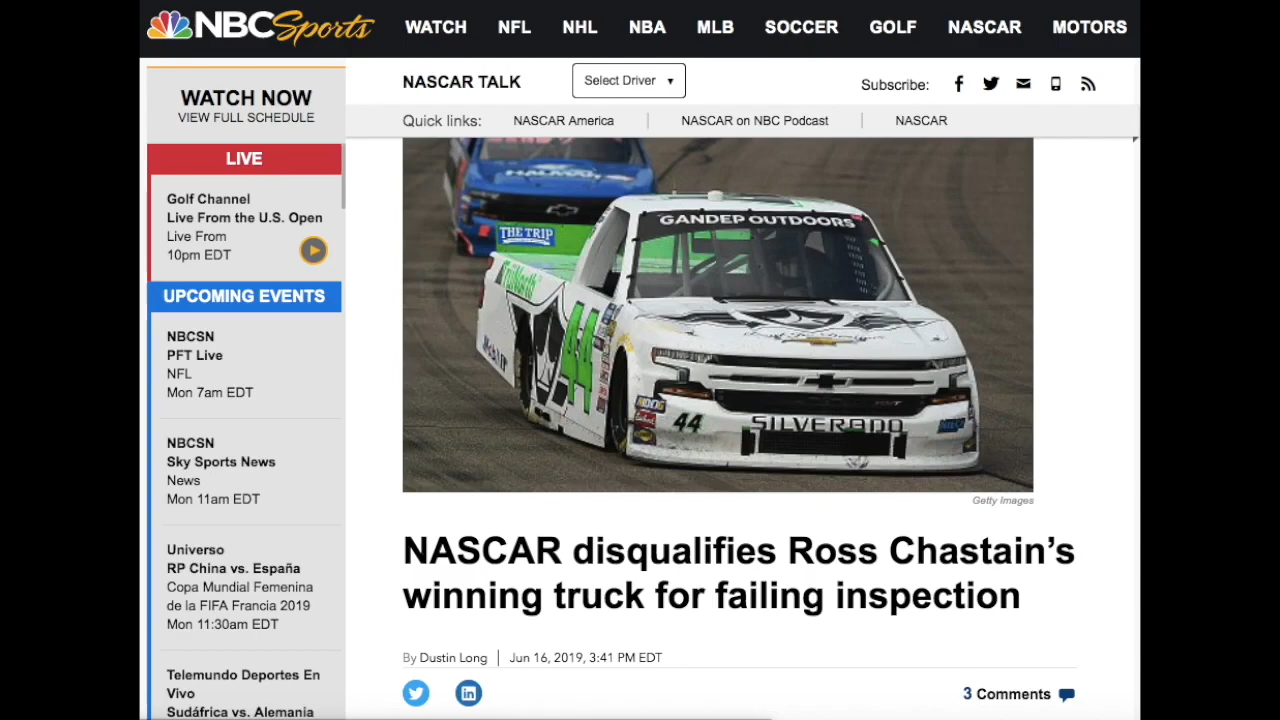 NBC Sports
WATCH NFL NHL NBA MLB SOCCER GOLF NASCAR MOTORS
WATCH NOW
VIEW FULL SCHEDULE
LIVE
Golf Channel
Live From the U.S. Open
Live From
10pm EDT
UPCOMING EVENTS
NBCSN
PFT Live
NFL
Mon 7am EDT
NBCSN
Sky Sports News
News
Mon 11am EDT
Universo
RP China vs. España
Copa Mundial Femenina
de la FIFA Francia 2019
Mon 11:30am EDT
Telemundo Deportes En
Vivo
Sudáfrica vs. Alemania
NASCAR TALK
Select Driver
Subscribe:
Quick links: NASCAR America NASCAR on NBC Podcast NASCAR
HALMAR
GANDER OUTDOORS
THE TRIP
TruNorth
44
44
SILVERADO
Getty Images
NASCAR disqualifies Ross Chastain’s
winning truck for failing inspection
By Dustin Long Jun 16, 2019, 3:41 PM EDT
3 Comments